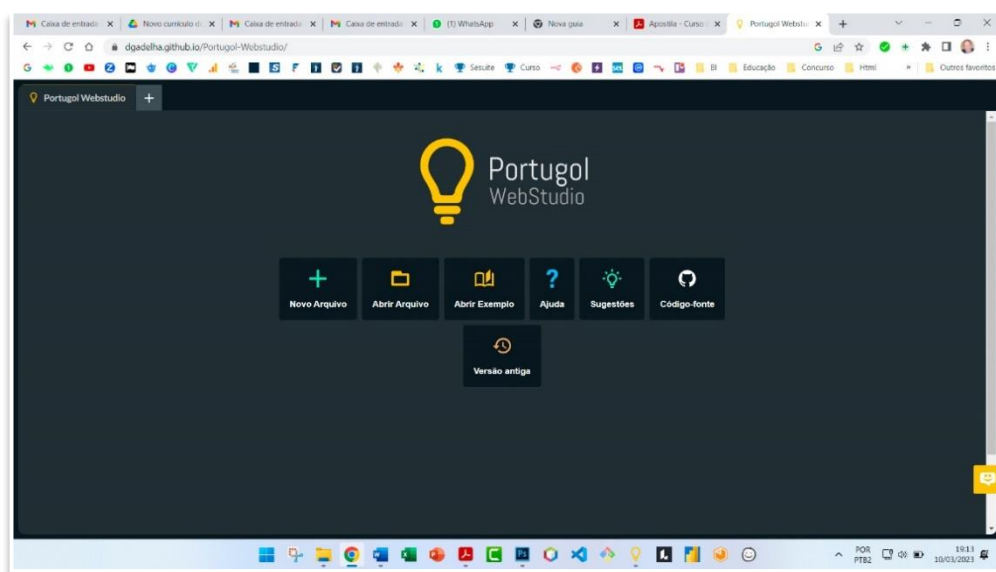 Caixa de entrada
Novo currículo d
Caixa de entrada
Caixa de entrada
(1) WhatsApp
Nova guia
Apostila - Curso
Portugol Webstu
dgadelha.github.io/Portugol-Webstudio/
Sesuite
Curso
BI
Educação
Concurso
Html
Outros favoritos
Portugol Webstudio
Portugol
WebStudio
Novo Arquivo
Abrir Arquivo
Abrir Exemplo
Ajuda
Sugestões
Código-fonte
Versão antiga
POR
PTB2
19:13
10/03/2023